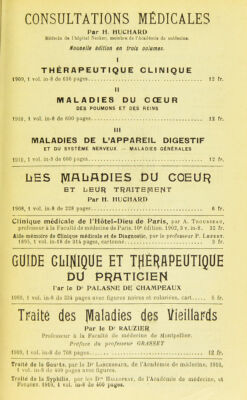 CONSULTATIONS MÉDICALES
Par H. HUCHARD
Médecin de l'hôpital Necker, membre de l'Académie de médecine.
Nouvelle édition en trois volumes.
I
THÉRAPEUTIQUE CLINIQUE
1909, 1 vol. in-8 de 636 pages 12 fr.
II
MALADIES DU CŒUR
DES POUMONS ET DES REINS
1910, 1 vol. in-8 de 600 pages 12 fr.
III
MALADIES DE L'APPAREIL DIGESTIF
ET DU SYSTÈME NERVEUX — MALADIES GÉNÉRALES
1911, 1 vol. in-8 de 600 pages 12 fr.
LES MALADIES DU CŒUR
ET LEUR TRAITEMENT
Par H. HUCHARD
1908, 1 vol. in-8 de 328 pages 6 fr.
Clinique médicale de l'Hôtel-Dieu de Paris, par A. TROUSSEAU,
professeur à la Faculté de médecine de Paris. 10e édition. 1902, 3 v. in-8. 32 fr.
Aide-mémoire de Clinique médicale et de Diagnostic, par le professeur P. LEFERT.
1895, 1 vol. in-18 de 314 pages, cartonné 3 fr.
GUIDE CLINIQUE ET THÉRAPEUTIQUE
DU PRATICIEN
Par le Dr PALASNE DE CHAMPEAUX
1909, 1 vol. in-8 de 334 pages avec figures noires et coloriées, cart. 5 fr.
Traité des Maladies des Vieillards
Par le Dr RAUZIER
Professeur à la Faculté de médecine de Montpellier.
Préface du professeur GRASSET
1909, 1 vol. in-8 de 768 pages 12 fr.
Traité de la Goutte, par le Dr LANCEREAUX, de l'Académie de médecine, 1910,
1 vol. in-8 de 400 pages avec figures.
Traité de la Syphilis, par les Drs HALLOPEAU, de l'Académie de médecine, et
1 vol. in-8 de 400 pages.